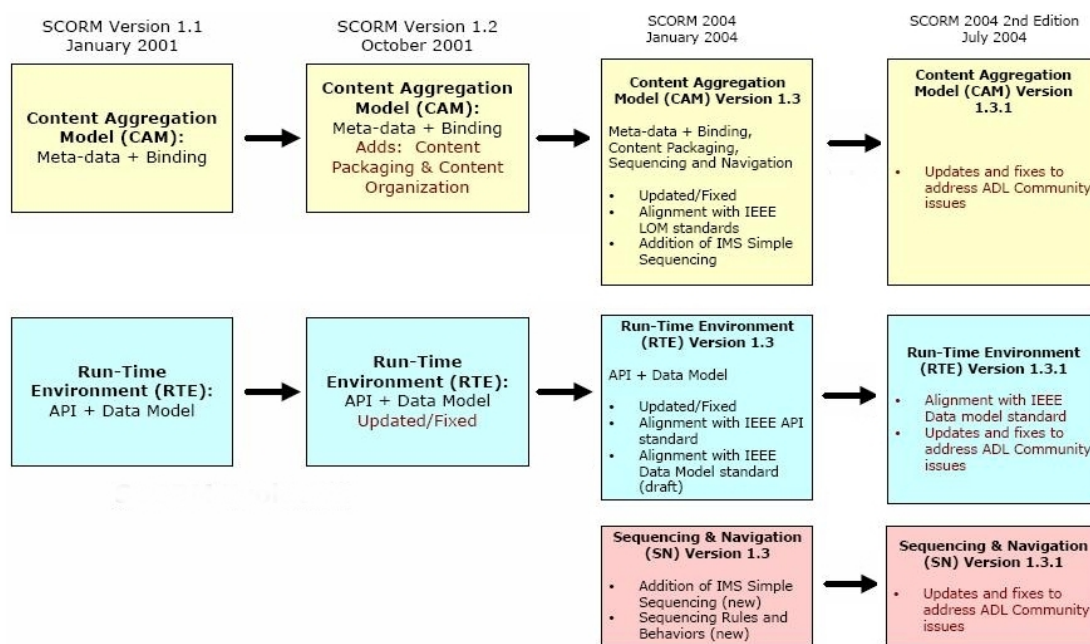 SCORM Version 1.1
January 2001
SCORM Version 1.2
October 2001
SCORM 2004
January 2004
SCORM 2004 2nd Edition
July 2004
Content Aggregation
Model (CAM):
Meta-data + Binding
Content Aggregation
Model (CAM):
Meta-data + Binding
Adds: Content
Packaging & Content
Organization
Content Aggregation
Model (CAM) Version 1.3
Meta-data + Binding,
Content Packaging,
Sequencing and Navigation
• Updated/Fixed
• Alignment with IEEE
LOM standards
• Addition of IMS Simple
Sequencing
Content Aggregation
Model (CAM) Version
1.3.1
• Updates and fixes to
address ADL Community
issues
Run-Time
Environment (RTE):
API + Data Model
Run-Time
Environment (RTE):
API + Data Model
Updated/Fixed
Run-Time Environment
(RTE) Version 1.3
API + Data Model
• Updated/Fixed
• Alignment with IEEE API
standard
• Alignment with IEEE
Data Model standard
(draft)
Run-Time Environment
(RTE) Version 1.3.1
• Alignment with IEEE
Data model standard
• Updates and fixes to
address ADL Community
issues
Sequencing & Navigation
(SN) Version 1.3
• Addition of IMS Simple
Sequencing (new)
• Sequencing Rules and
Behaviors (new)
Sequencing & Navigation
(SN) Version 1.3.1
• Updates and fixes to
address ADL Community
issues